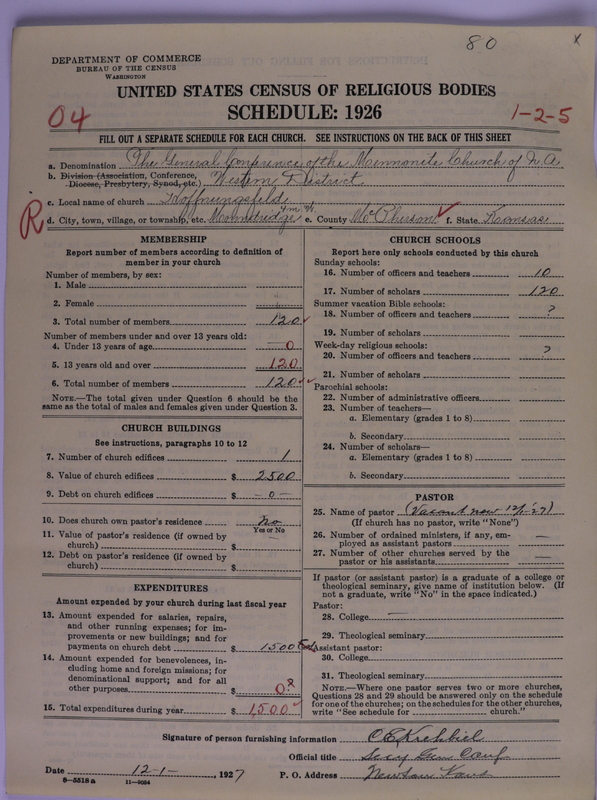 80
x
DEPARTMENT OF COMMERCE
BUREAU OF THE CENSUS
WASHINGTON
UNITED STATES CENSUS OF RELIGIOUS BODIES
SCHEDULE: 1926
04
1-2-5
FILL OUT A SEPARATE SCHEDULE FOR EACH CHURCH. SEE INSTRUCTIONS ON THE BACK OF THIS SHEET
a. Denomination The General Conference of the Mennonite Church of N.A.
b. Division (Association, Conference, Diocese, Presbytery, Synod, etc.) Western District
c. Local name of church Hoffnungsfeld
R
d. City, town, village, or township, etc. Moundridge e. County McPherson f. State Kansas
MEMBERSHIP
Report number of members according to definition of
member in your church
Number of members, by sex:
1. Male
2. Female
3. Total number of members 120
Number of members under and over 13 years old:
4. Under 13 years of age 0
5. 13 years old and over 120
6. Total number of members 120
NOTE.—The total given under Question 6 should be the
same as the total of males and females given under Question 3.
CHURCH BUILDINGS
See instructions, paragraphs 10 to 12
7. Number of church edifices 1
8. Value of church edifices $ 2500
9. Debt on church edifices $ -0-
10. Does church own pastor's residence No
Yes or No
11. Value of pastor's residence (if owned by
church) $
12. Debt on pastor's residence (if owned by
church) $
EXPENDITURES
Amount expended by your church during last fiscal year
13. Amount expended for salaries, repairs,
and other running expenses; for im-
provements or new buildings; and for
payments on church debt $ 1500
14. Amount expended for benevolences, in-
cluding home and foreign missions; for
denominational support; and for all
other purposes $ 0?
15. Total expenditures during year $ 1,500
CHURCH SCHOOLS
Report here only schools conducted by this church
Sunday schools:
16. Number of officers and teachers 10
17. Number of scholars 120
Summer vacation Bible schools:
18. Number of officers and teachers ?
19. Number of scholars
Week-day religious schools:
20. Number of officers and teachers ?
21. Number of scholars
Parochial schools:
22. Number of administrative officers
23. Number of teachers—
a. Elementary (grades 1 to 8)
b. Secondary
24. Number of scholars—
a. Elementary (grades 1 to 8)
b. Secondary
PASTOR
25. Name of pastor (Vacant now 12/1-'27)
(If church has no pastor, write "None")
26. Number of ordained ministers, if any, em-
ployed as assistant pastors —
27. Number of other churches served by the
pastor or his assistants —
If pastor (or assistant pastor) is a graduate of a college or
theological seminary, give name of institution below. (If
not a graduate, write "No" in the space indicated.)
Pastor:
28. College —
29. Theological seminary
Assistant pastor:
30. College
31. Theological seminary
NOTE.—Where one pastor serves two or more churches,
Questions 28 and 29 should be answered only on the schedule
for one of the churches; on the schedules for the other churches,
write "See schedule for church."
Signature of person furnishing information C E Krehbiel
Official title Secy Gen Conf
Date 12-1-, 1927 P. O. Address Newton Kans
8-5518a 11-9084